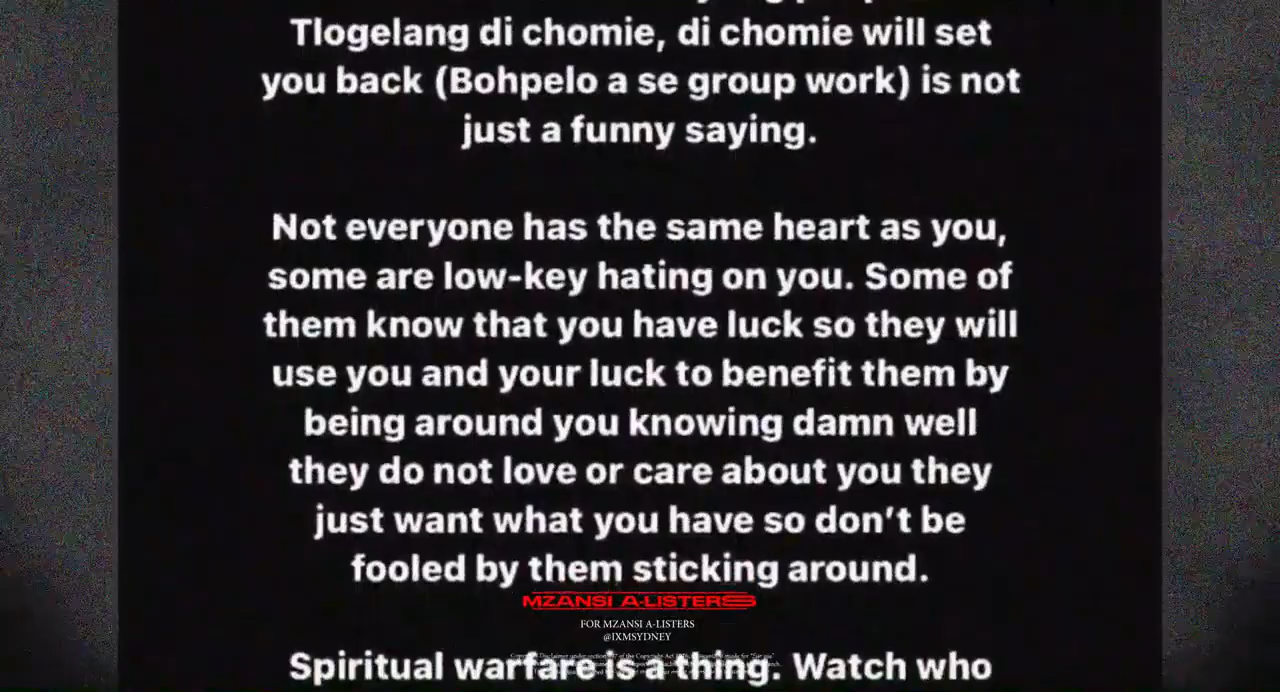 Tlogelang di chomie, di chomie will set
you back (Bohpelo a se group work) is not
just a funny saying.
Not everyone has the same heart as you,
some are low-key hating on you. Some of
them know that you have luck so they will
use you and your luck to benefit them by
being around you knowing damn well
they do not love or care about you they
just want what you have so don’t be
fooled by them sticking around.
MZANSI A-LISTERS
FOR MZANSI A-LISTERS
@IXMSYDNEY
Spiritual warfare is a thing. Watch who